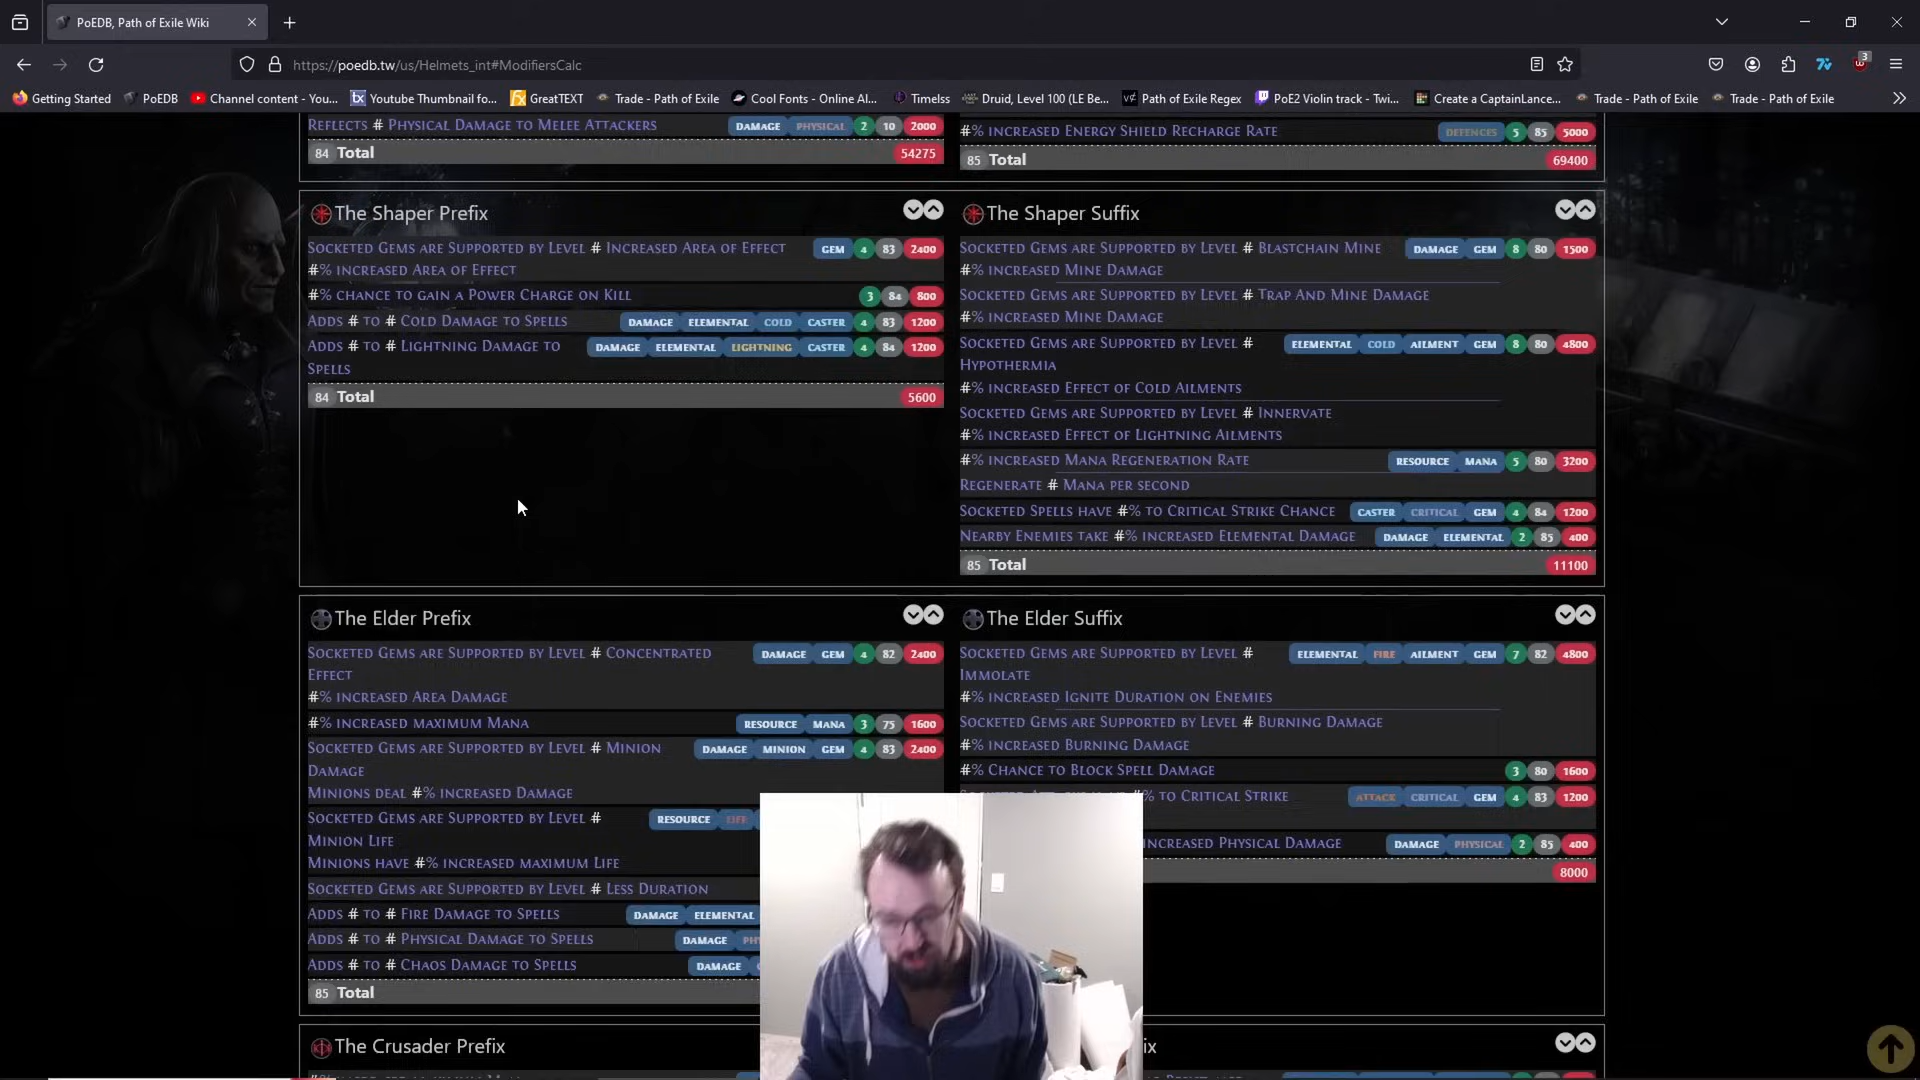 PoEDB, Path of Exile Wiki
https://poedb.tw/us/Helmets_int#ModifiersCalc
3
Getting Started
PoEDB
Channel content - You...
Youtube Thumbnail fo...
GreatTEXT
Trade - Path of Exile
Cool Fonts - Online Al...
Timelss
Druid, Level 100 (LE Be...
Path of Exile Regex
PoE2 Violin track - Twi...
Create a CaptainLance...
Trade - Path of Exile
Trade - Path of Exile
Reflects # Physical Damage to Melee Attackers DAMAGE PHYSICAL 2 10 2000
84 Total 54275
#% increased Energy Shield Recharge Rate DEFENCES 5 85 5000
85 Total 69400
The Shaper Prefix
Socketed Gems are Supported by Level # Increased Area of Effect GEM 4 83 2400
#% increased Area of Effect
#% chance to gain a Power Charge on Kill 3 84 800
Adds # to # Cold Damage to Spells DAMAGE ELEMENTAL COLD CASTER 4 83 1200
Adds # to # Lightning Damage to DAMAGE ELEMENTAL LIGHTNING CASTER 4 84 1200
Spells
84 Total 5600
The Shaper Suffix
Socketed Gems are Supported by Level # Blastchain Mine DAMAGE GEM 8 80 1500
#% increased Mine Damage
Socketed Gems are Supported by Level # Trap And Mine Damage
#% increased Mine Damage
Socketed Gems are Supported by Level # ELEMENTAL COLD AILMENT GEM 8 80 4800
Hypothermia
#% increased Effect of Cold Ailments
Socketed Gems are Supported by Level # Innervate
#% increased Effect of Lightning Ailments
#% increased Mana Regeneration Rate RESOURCE MANA 5 80 3200
Regenerate # Mana per second
Socketed Spells have #% to Critical Strike Chance CASTER CRITICAL GEM 4 84 1200
Nearby Enemies take #% increased Elemental Damage DAMAGE ELEMENTAL 2 85 400
85 Total 11100
The Elder Prefix
Socketed Gems are Supported by Level # Concentrated DAMAGE GEM 4 82 2400
Effect
#% increased Area Damage
#% increased maximum Mana RESOURCE MANA 3 75 1600
Socketed Gems are Supported by Level # Minion DAMAGE MINION GEM 4 83 2400
Damage
Minions deal #% increased Damage
Socketed Gems are Supported by Level # RESOURCE LIFE
Minion Life
Minions have #% increased maximum Life
Socketed Gems are Supported by Level # Less Duration
Adds # to # Fire Damage to Spells DAMAGE ELEMENTAL
Adds # to # Physical Damage to Spells DAMAGE
Adds # to # Chaos Damage to Spells DAMAGE
85 Total
The Elder Suffix
Socketed Gems are Supported by Level # ELEMENTAL FIRE AILMENT GEM 7 82 4800
Immolate
#% increased Ignite Duration on Enemies
Socketed Gems are Supported by Level # Burning Damage
#% increased Burning Damage
#% Chance to Block Spell Damage 3 80 1600
#% to Critical Strike ATTACK CRITICAL GEM 4 83 1200
increased Physical Damage DAMAGE PHYSICAL 2 85 400
8000
The Crusader Prefix
ix